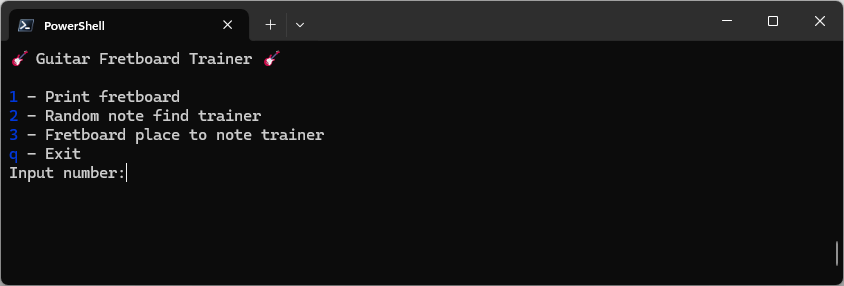 PowerShell
🎸 Guitar Fretboard Trainer 🎸
1 - Print fretboard
2 - Random note find trainer
3 - Fretboard place to note trainer
q - Exit
Input number: